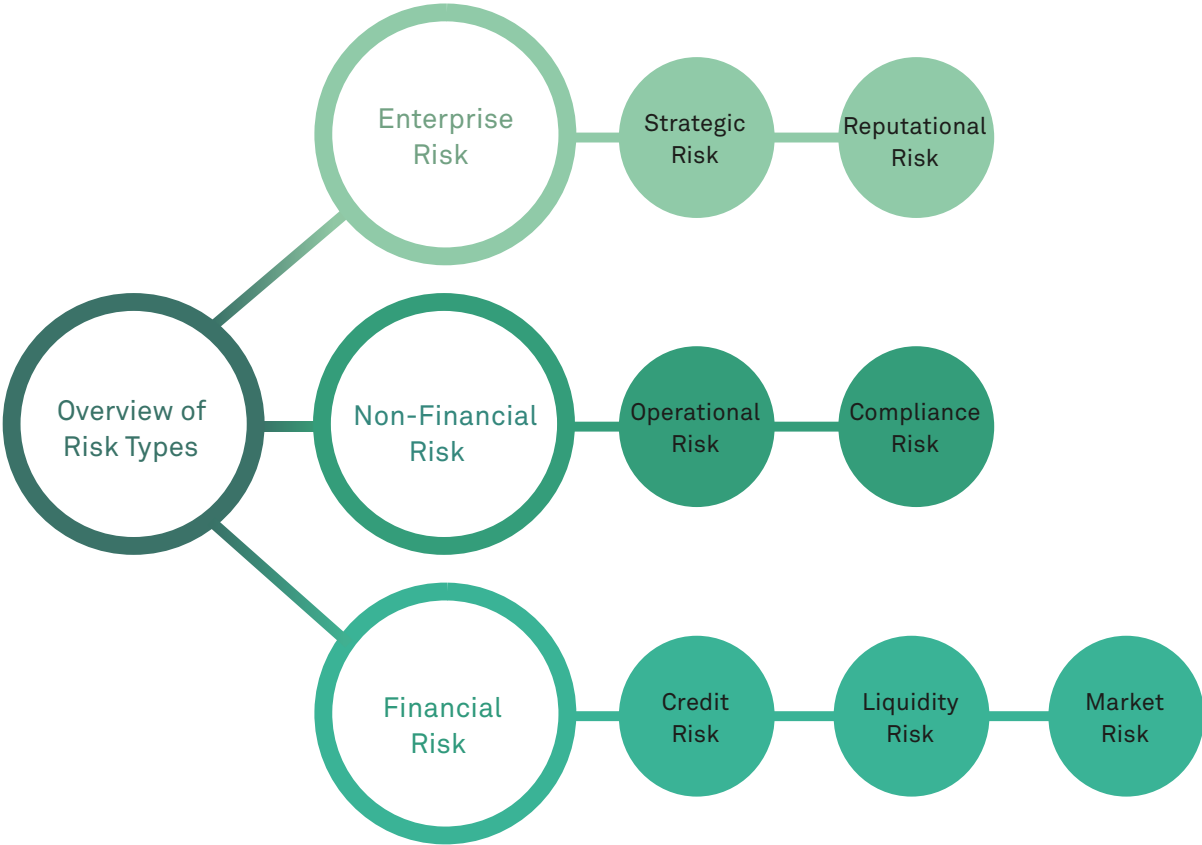 Enterprise
Risk
Strategic
Risk
Reputational
Risk
Overview of
Risk Types
Non-Financial
Risk
Operational
Risk
Compliance
Risk
Financial
Risk
Credit
Risk
Liquidity
Risk
Market
Risk